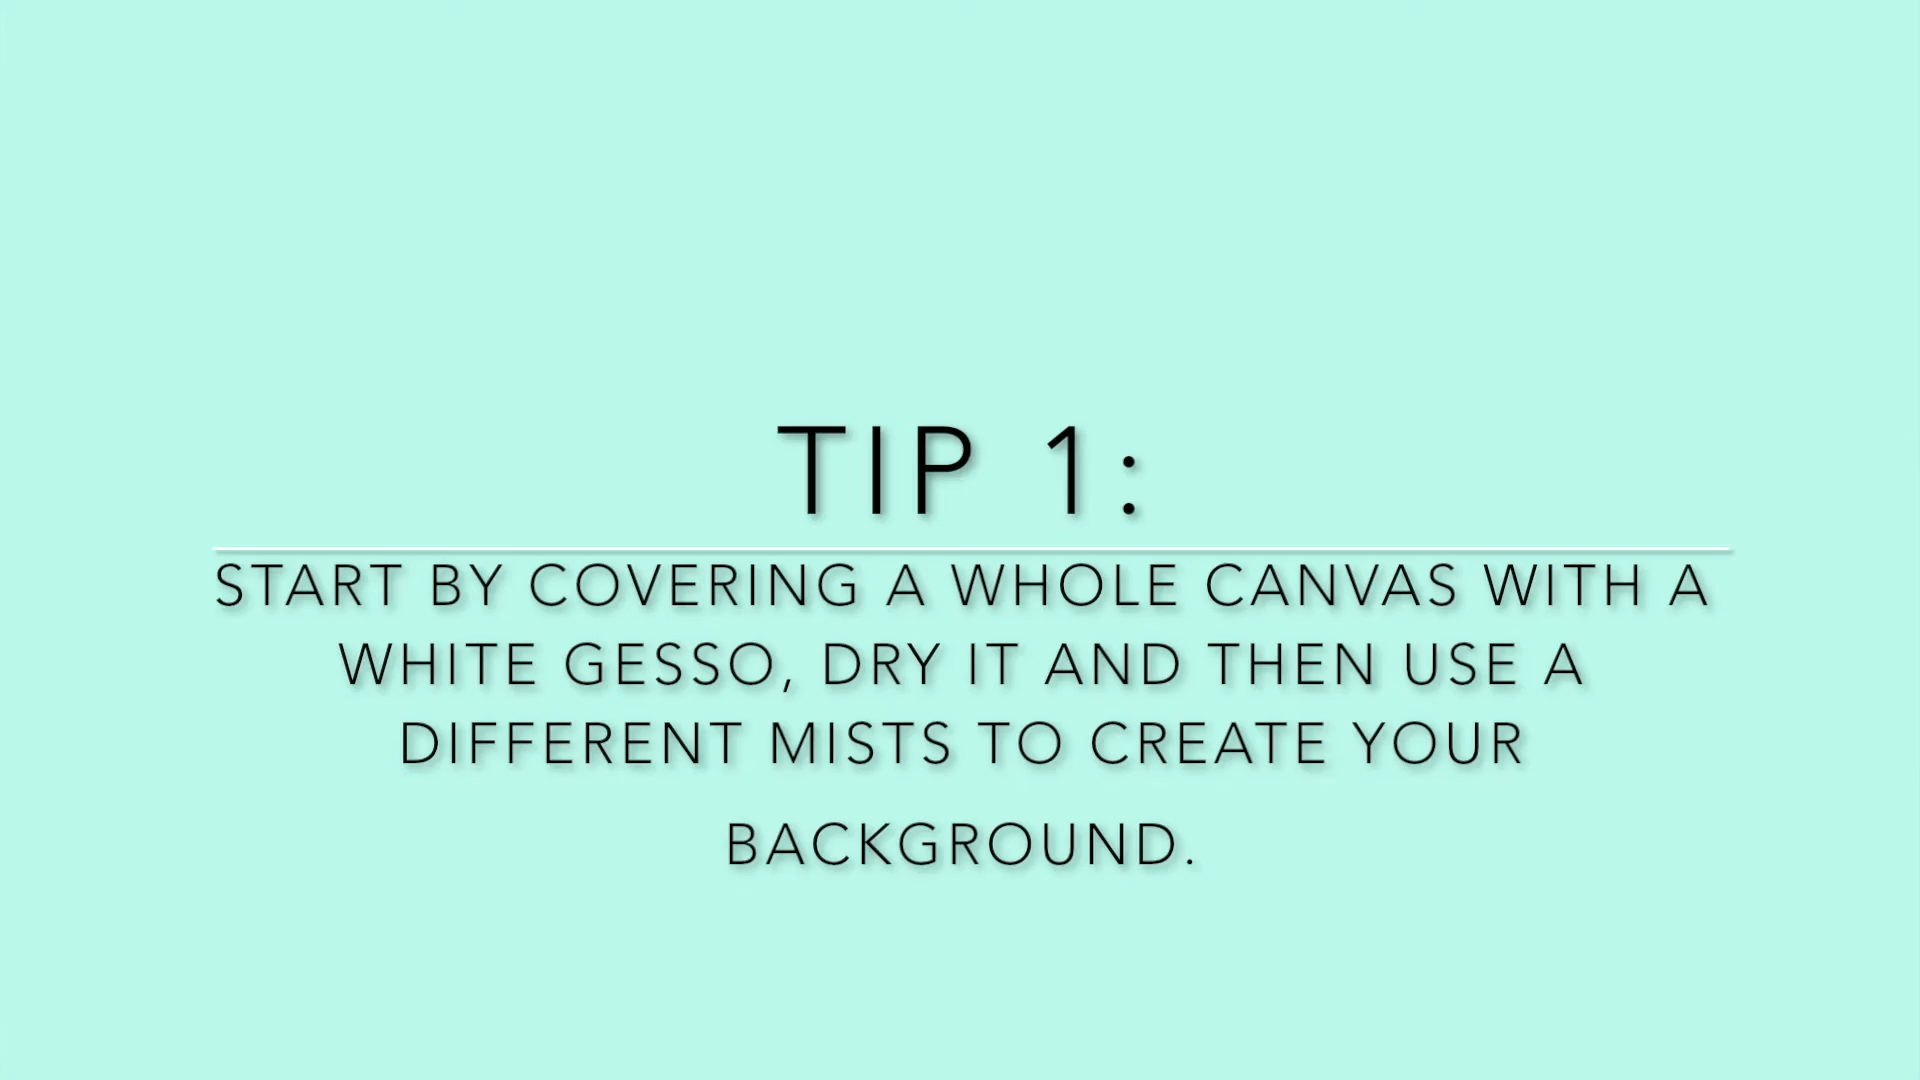 TIP 1:
START BY COVERING A WHOLE CANVAS WITH A
WHITE GESSO, DRY IT AND THEN USE A
DIFFERENT MISTS TO CREATE YOUR
BACKGROUND.